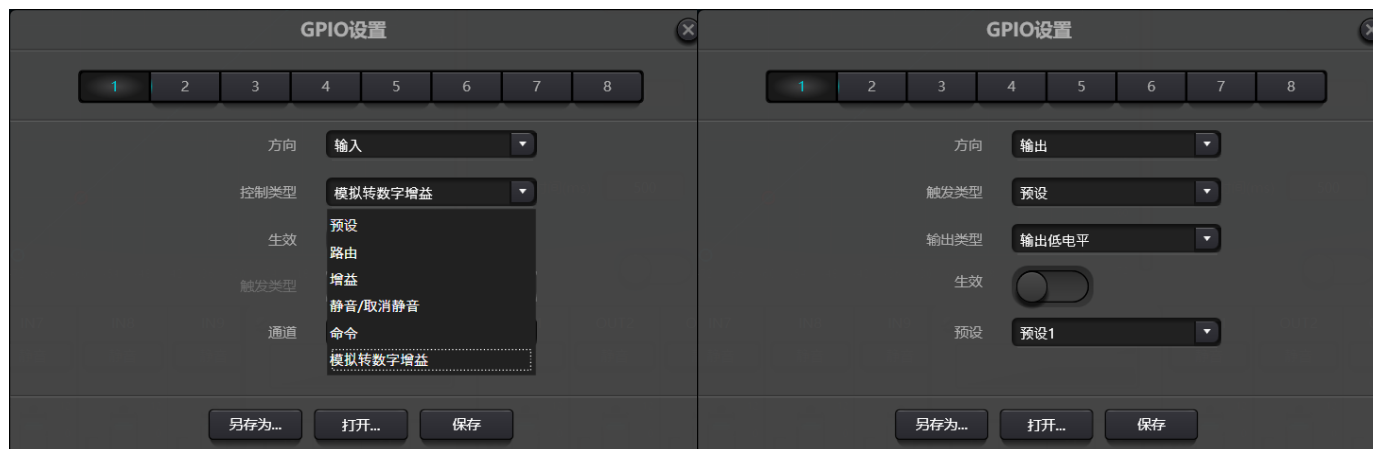 GPIO设置
1 2 3 4 5 6 7 8
方向 输入
控制类型 模拟转数字增益
生效
触发类型
通道
预设
路由
增益
静音/取消静音
命令
模拟转数字增益
另存为... 打开... 保存
GPIO设置
1 2 3 4 5 6 7 8
方向 输出
触发类型 预设
输出类型 输出低电平
生效
预设 预设1
另存为... 打开... 保存